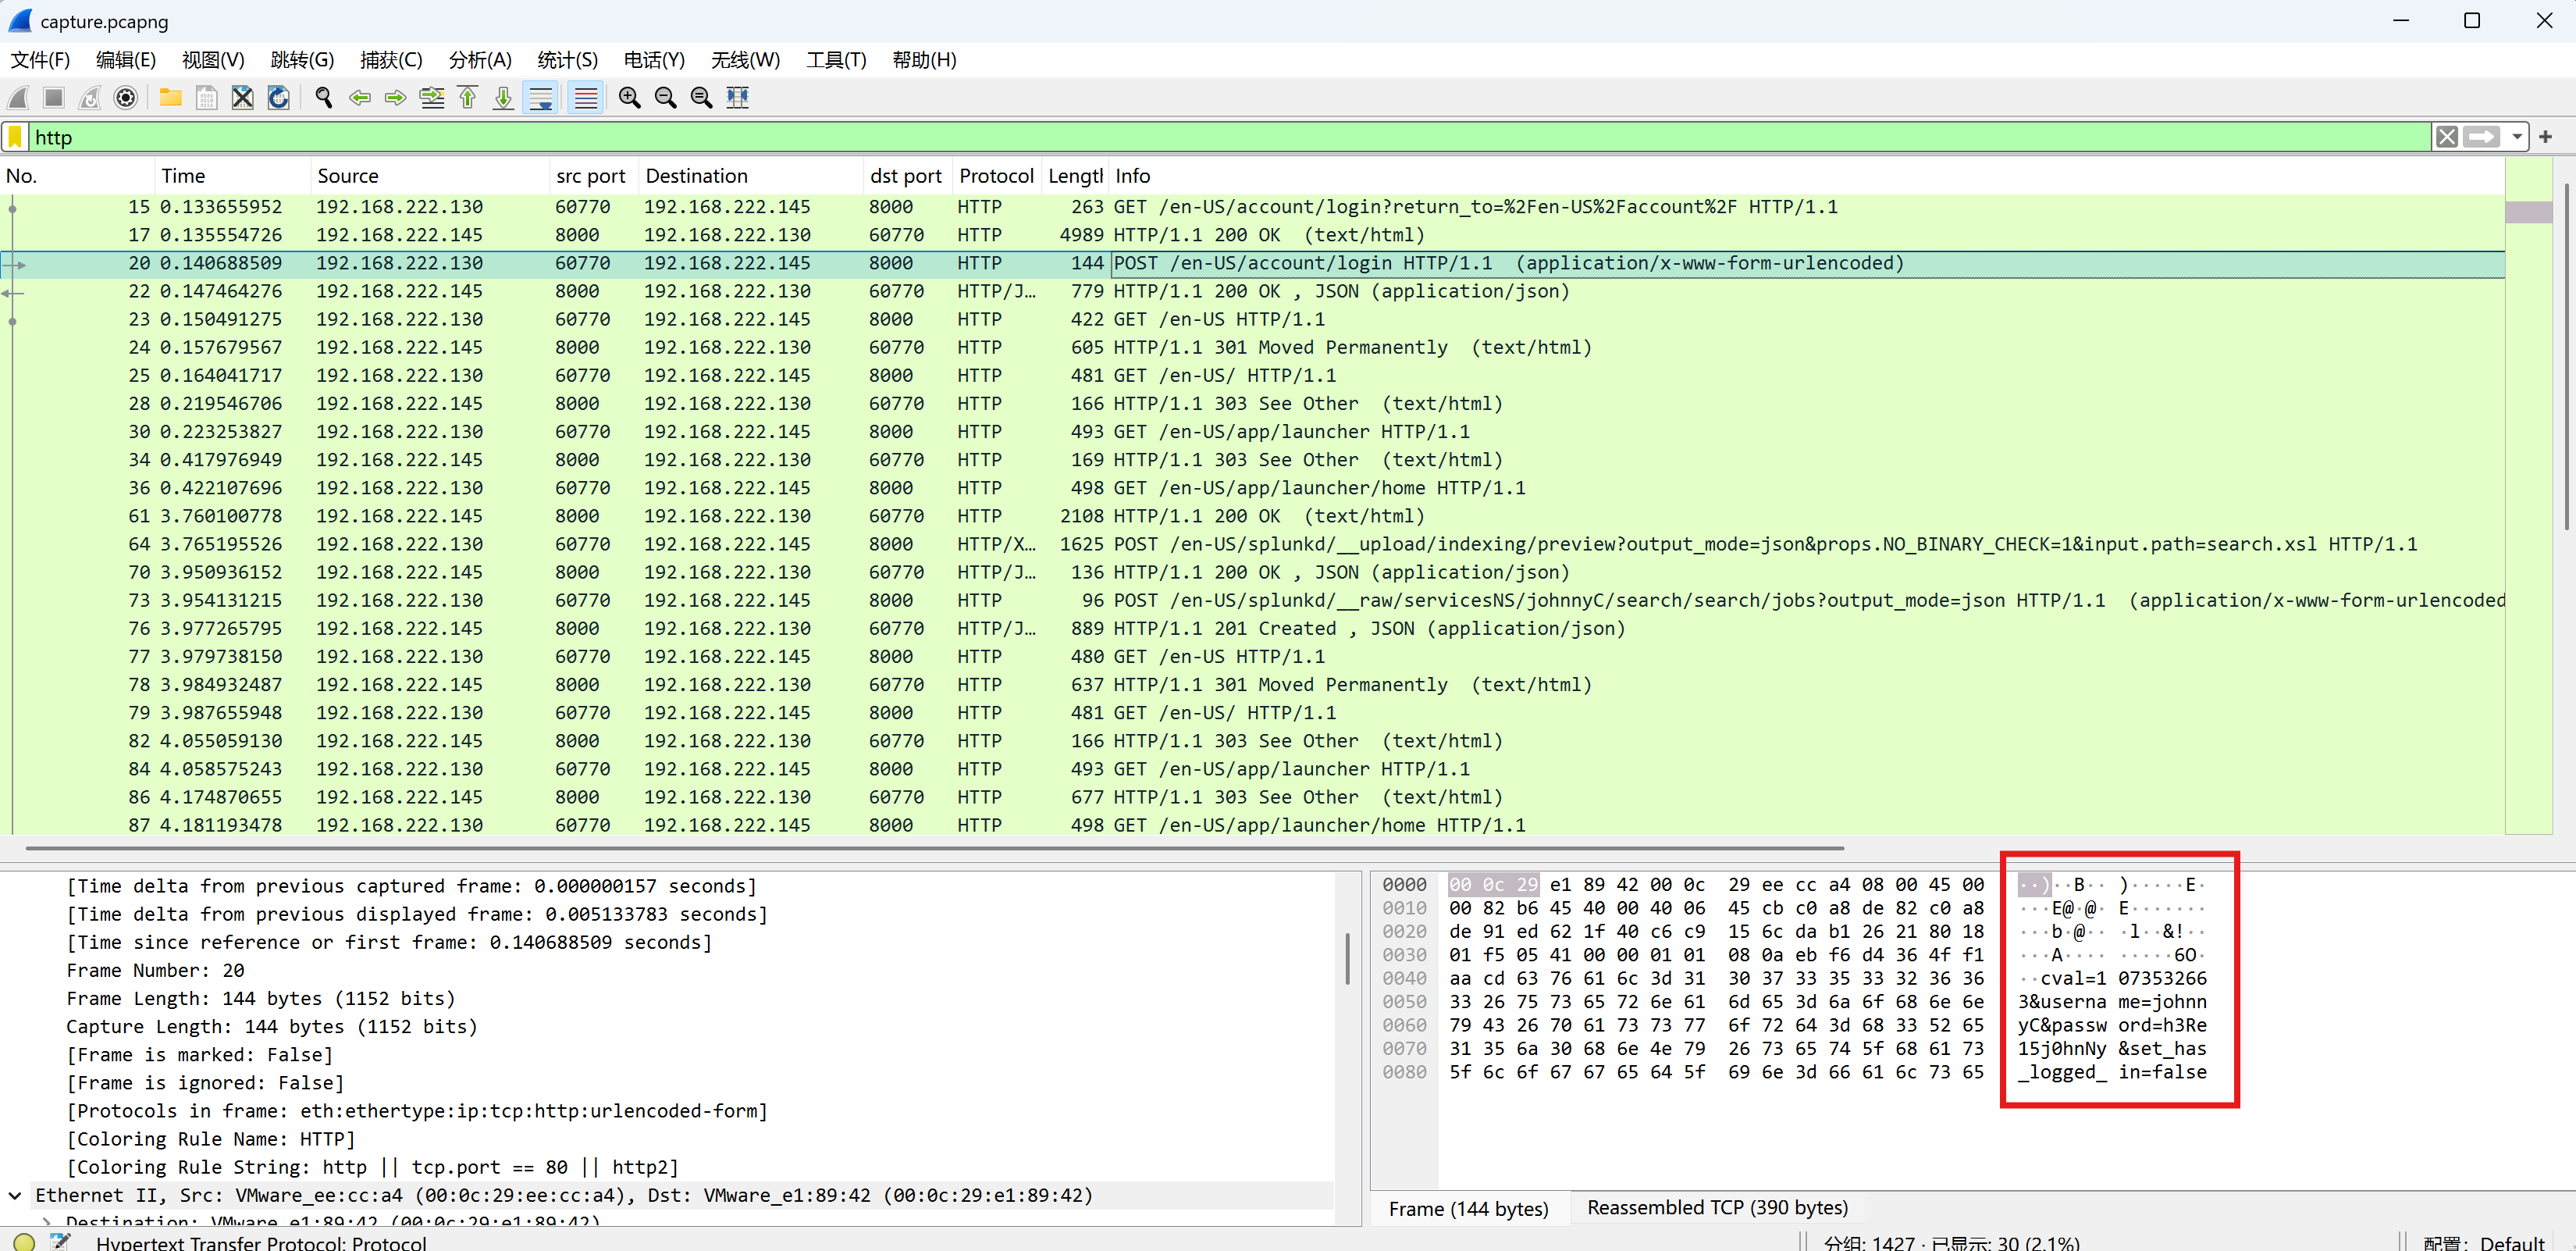 capture.pcapng
文件(F) 编辑(E) 视图(V) 跳转(G) 捕获(C) 分析(A) 统计(S) 电话(Y) 无线(W) 工具(T) 帮助(H)
http
No. Time Source src port Destination dst port Protocol Length Info
15 0.133655952 192.168.222.130 60770 192.168.222.145 8000 HTTP 263 GET /en-US/account/login?return_to=%2Fen-US%2Faccount%2F HTTP/1.1
17 0.135554726 192.168.222.145 8000 192.168.222.130 60770 HTTP 4989 HTTP/1.1 200 OK (text/html)
20 0.140688509 192.168.222.130 60770 192.168.222.145 8000 HTTP 144 POST /en-US/account/login HTTP/1.1 (application/x-www-form-urlencoded)
22 0.147464276 192.168.222.145 8000 192.168.222.130 60770 HTTP/J… 779 HTTP/1.1 200 OK , JSON (application/json)
23 0.150491275 192.168.222.130 60770 192.168.222.145 8000 HTTP 422 GET /en-US HTTP/1.1
24 0.157679567 192.168.222.145 8000 192.168.222.130 60770 HTTP 605 HTTP/1.1 301 Moved Permanently (text/html)
25 0.164041717 192.168.222.130 60770 192.168.222.145 8000 HTTP 481 GET /en-US/ HTTP/1.1
28 0.219546706 192.168.222.145 8000 192.168.222.130 60770 HTTP 166 HTTP/1.1 303 See Other (text/html)
30 0.223253827 192.168.222.130 60770 192.168.222.145 8000 HTTP 493 GET /en-US/app/launcher HTTP/1.1
34 0.417976949 192.168.222.145 8000 192.168.222.130 60770 HTTP 169 HTTP/1.1 303 See Other (text/html)
36 0.422107696 192.168.222.130 60770 192.168.222.145 8000 HTTP 498 GET /en-US/app/launcher/home HTTP/1.1
61 3.760100778 192.168.222.145 8000 192.168.222.130 60770 HTTP 2108 HTTP/1.1 200 OK (text/html)
64 3.765195526 192.168.222.130 60770 192.168.222.145 8000 HTTP/X… 1625 POST /en-US/splunkd/__upload/indexing/preview?output_mode=json&props.NO_BINARY_CHECK=1&input.path=search.xsl HTTP/1.1
70 3.950936152 192.168.222.145 8000 192.168.222.130 60770 HTTP/J… 136 HTTP/1.1 200 OK , JSON (application/json)
73 3.954131215 192.168.222.130 60770 192.168.222.145 8000 HTTP 96 POST /en-US/splunkd/__raw/servicesNS/johnnyC/search/search/jobs?output_mode=json HTTP/1.1 (application/x-www-form-urlencoded
76 3.977265795 192.168.222.145 8000 192.168.222.130 60770 HTTP/J… 889 HTTP/1.1 201 Created , JSON (application/json)
77 3.979738150 192.168.222.130 60770 192.168.222.145 8000 HTTP 480 GET /en-US HTTP/1.1
78 3.984932487 192.168.222.145 8000 192.168.222.130 60770 HTTP 637 HTTP/1.1 301 Moved Permanently (text/html)
79 3.987655948 192.168.222.130 60770 192.168.222.145 8000 HTTP 481 GET /en-US/ HTTP/1.1
82 4.055059130 192.168.222.145 8000 192.168.222.130 60770 HTTP 166 HTTP/1.1 303 See Other (text/html)
84 4.058575243 192.168.222.130 60770 192.168.222.145 8000 HTTP 493 GET /en-US/app/launcher HTTP/1.1
86 4.174870655 192.168.222.145 8000 192.168.222.130 60770 HTTP 677 HTTP/1.1 303 See Other (text/html)
87 4.181193478 192.168.222.130 60770 192.168.222.145 8000 HTTP 498 GET /en-US/app/launcher/home HTTP/1.1
[Time delta from previous captured frame: 0.000000157 seconds]
[Time delta from previous displayed frame: 0.005133783 seconds]
[Time since reference or first frame: 0.140688509 seconds]
Frame Number: 20
Frame Length: 144 bytes (1152 bits)
Capture Length: 144 bytes (1152 bits)
[Frame is marked: False]
[Frame is ignored: False]
[Protocols in frame: eth:ethertype:ip:tcp:http:urlencoded-form]
[Coloring Rule Name: HTTP]
[Coloring Rule String: http || tcp.port == 80 || http2]
Ethernet II, Src: VMware_ee:cc:a4 (00:0c:29:ee:cc:a4), Dst: VMware_e1:89:42 (00:0c:29:e1:89:42)
Destination: VMware_e1:89:42 (00:0c:29:e1:89:42)
0000 00 0c 29 e1 89 42 00 0c 29 ee cc a4 08 00 45 00 ··)··B·· )·····E·
0010 00 82 b6 45 40 00 40 06 45 cb c0 a8 de 82 c0 a8 ···E@·@· E·······
0020 de 91 ed 62 1f 40 c6 c9 15 6c da b1 26 21 80 18 ···b·@·· ·l··&!··
0030 01 f5 05 41 00 00 01 01 08 0a eb f6 d4 36 4f f1 ···A···· ·····6O·
0040 aa cd 63 76 61 6c 3d 31 30 37 33 35 33 32 36 36 ··cval=1 07353266
0050 33 26 75 73 65 72 6e 61 6d 65 3d 6a 6f 68 6e 6e 3&userna me=johnn
0060 79 43 26 70 61 73 73 77 6f 72 64 3d 68 33 52 65 yC&passw ord=h3Re
0070 31 35 6a 30 68 6e 4e 79 26 73 65 74 5f 68 61 73 15j0hnNy &set_has
0080 5f 6c 6f 67 67 65 64 5f 69 6e 3d 66 61 6c 73 65 _logged_ in=false
Frame (144 bytes) Reassembled TCP (390 bytes)
Hypertext Transfer Protocol: Protocol
分组: 1427 · 已显示: 30 (2.1%)
配置: Default